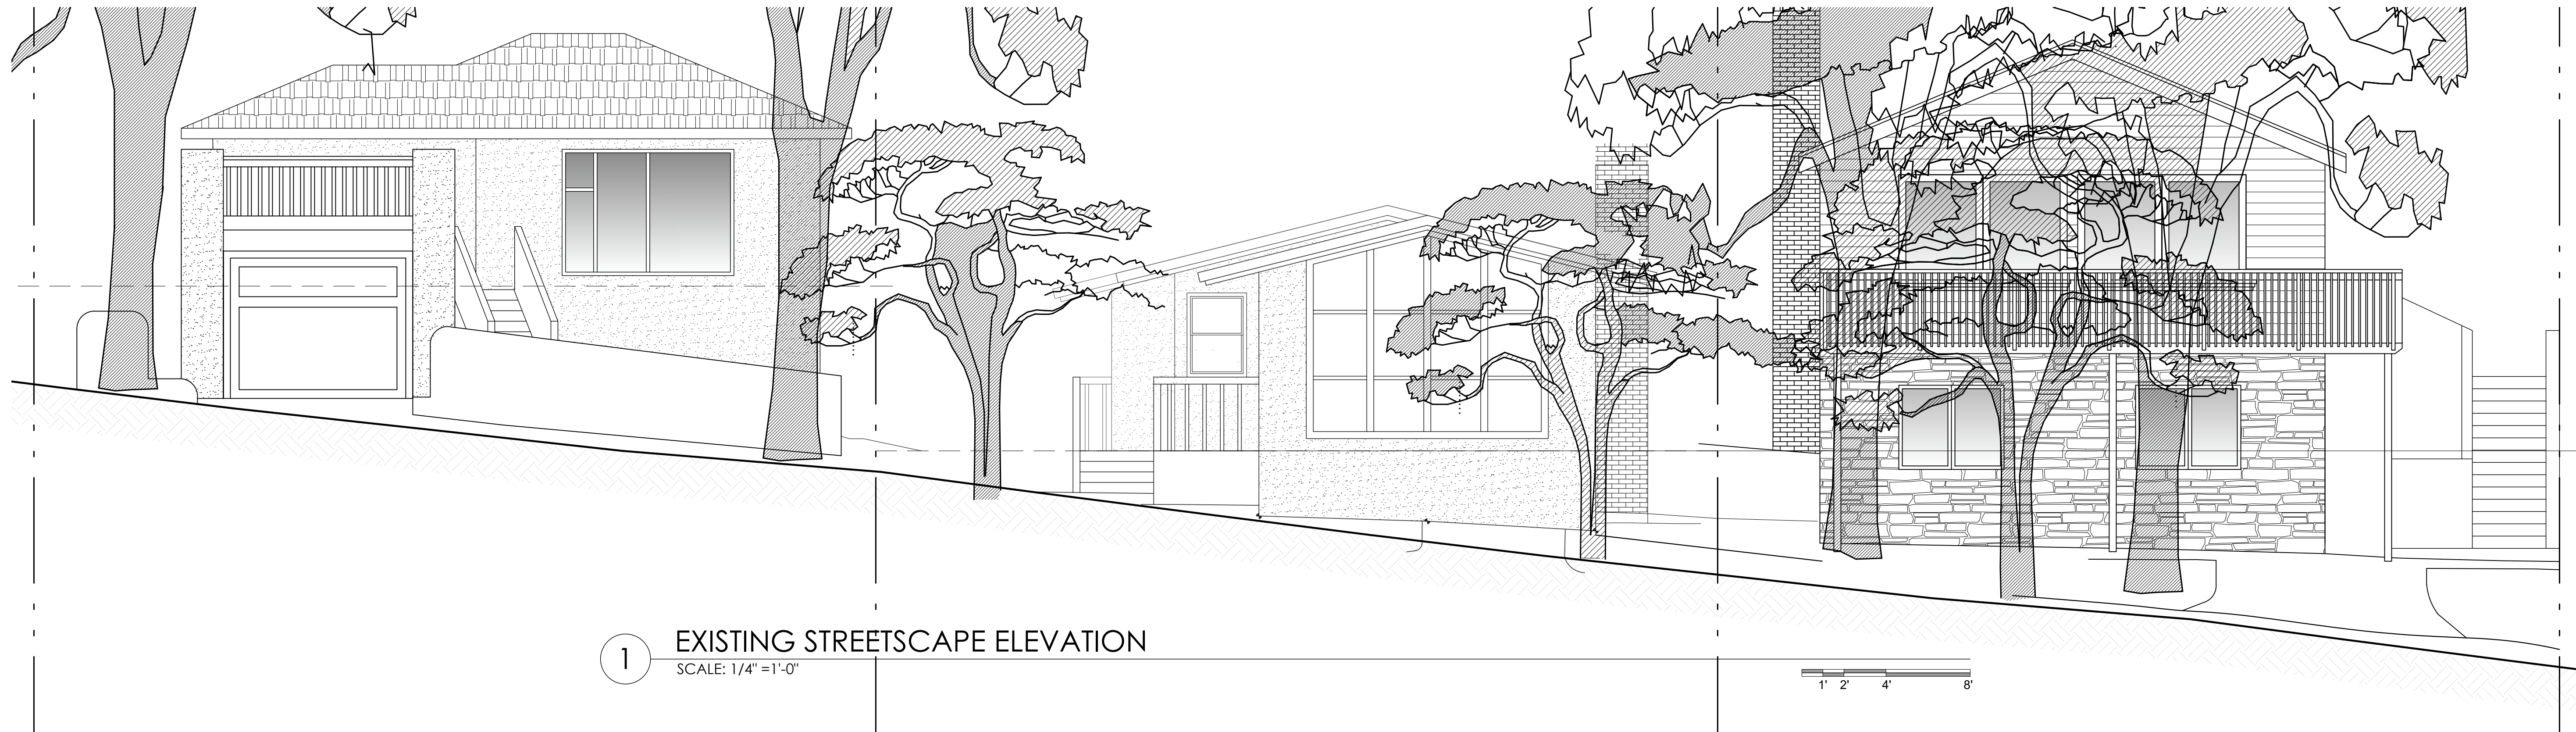 1
EXISTING STREETSCAPE ELEVATION
SCALE: 1/4" =1'-0"
1' 2' 4' 8'